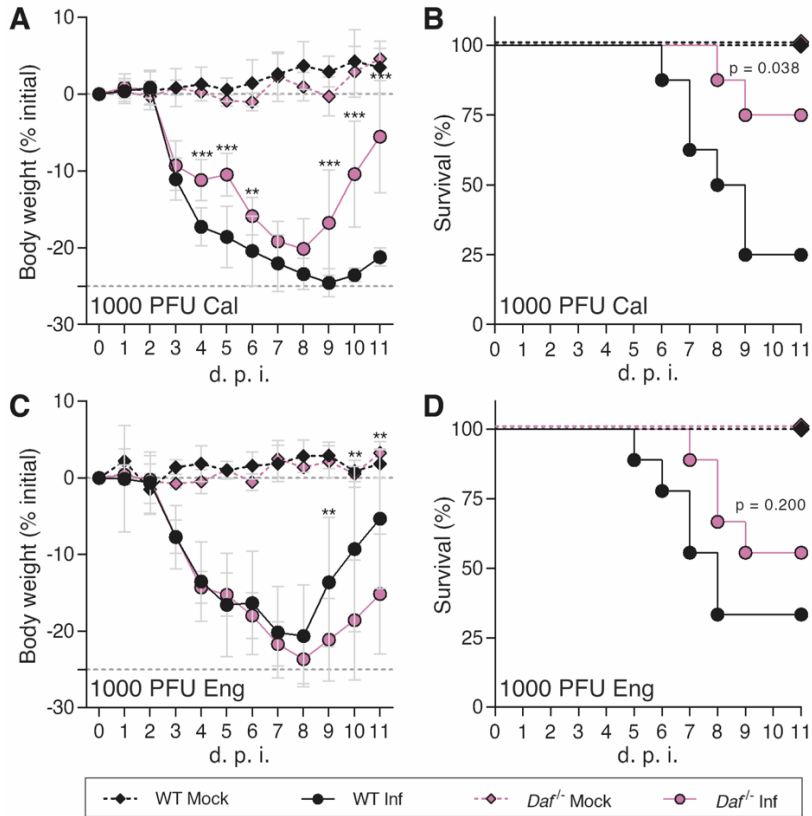 A
10
0
-10
-20
-30
Body weight (% initial)
***
***
**
***
***
***
1000 PFU Cal
0 1 2 3 4 5 6 7 8 9 10 11
d. p. i.
B
100
75
50
25
0
Survival (%)
p = 0.038
1000 PFU Cal
0 1 2 3 4 5 6 7 8 9 10 11
d. p. i.
C
10
0
-10
-20
-30
Body weight (% initial)
**
**
**
1000 PFU Eng
0 1 2 3 4 5 6 7 8 9 10 11
d. p. i.
D
100
75
50
25
0
Survival (%)
p = 0.200
1000 PFU Eng
0 1 2 3 4 5 6 7 8 9 10 11
d. p. i.
WT Mock WT Inf Daf-/- Mock Daf-/- Inf